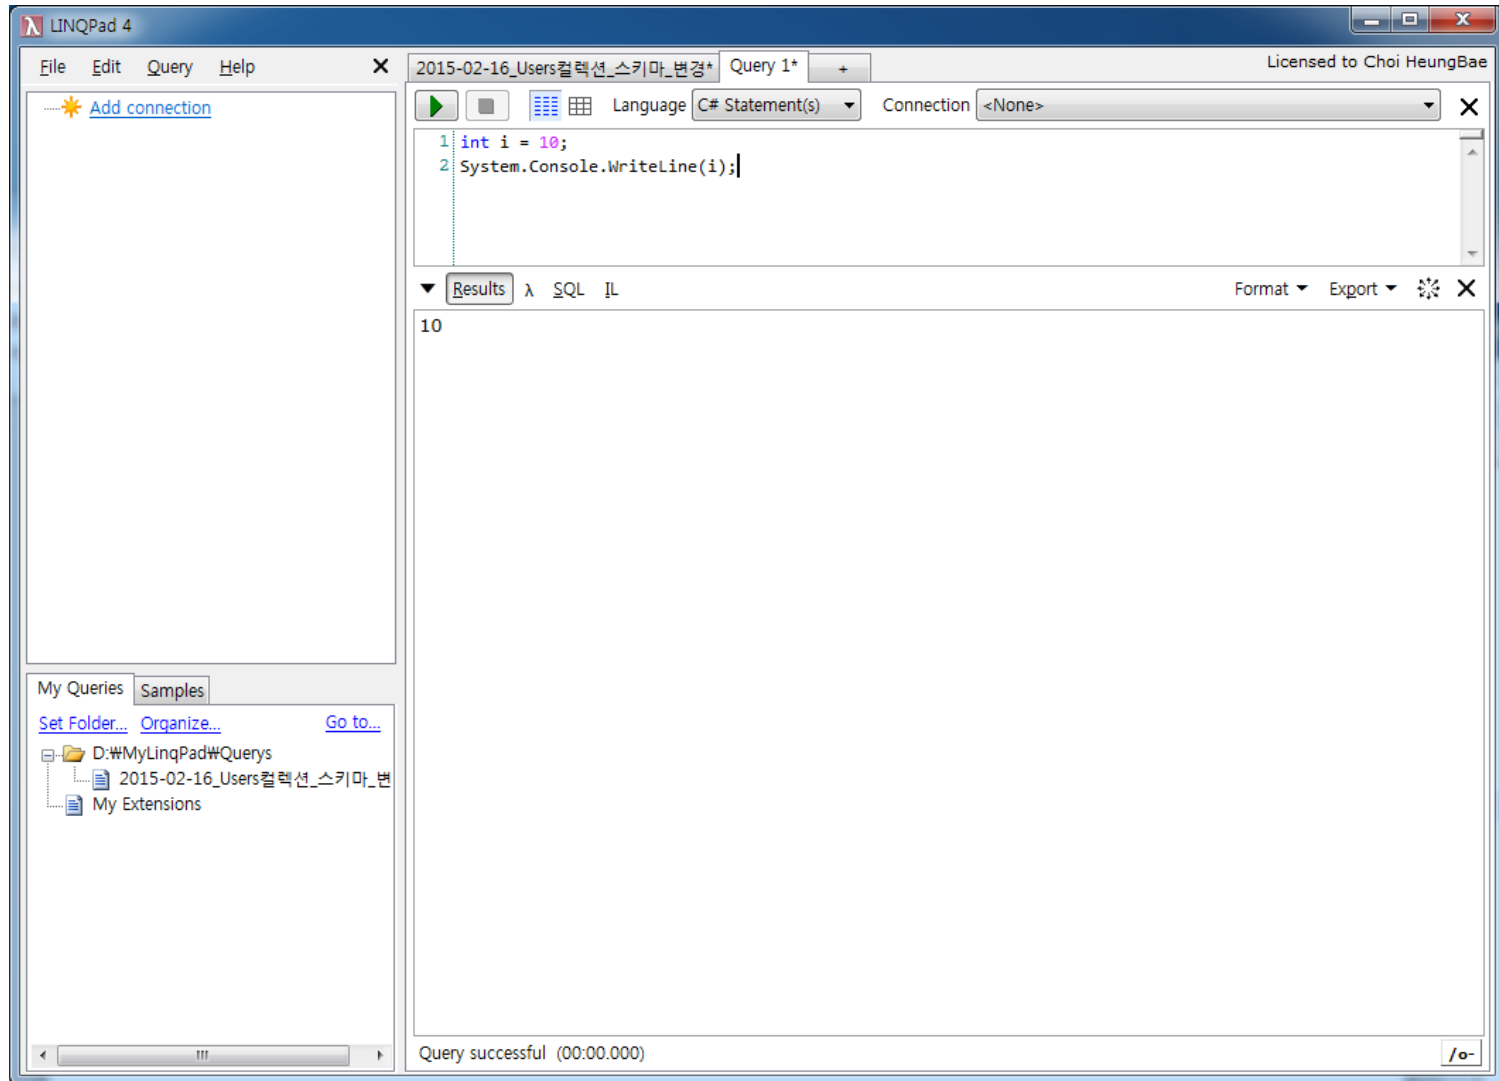 LINQPad 4
File Edit Query Help
Add connection
My Queries Samples
Set Folder... Organize... Go to...
D:₩MyLinqPad₩Querys
2015-02-16_Users컬렉션_스키마_변
My Extensions
2015-02-16_Users컬렉션_스키마_변경* Query 1* +
Licensed to Choi HeungBae
Language C# Statement(s) Connection <None>
1 int i = 10;
2 System.Console.WriteLine(i);
Results λ SQL IL Format Export
10
Query successful (00:00.000)
/o-